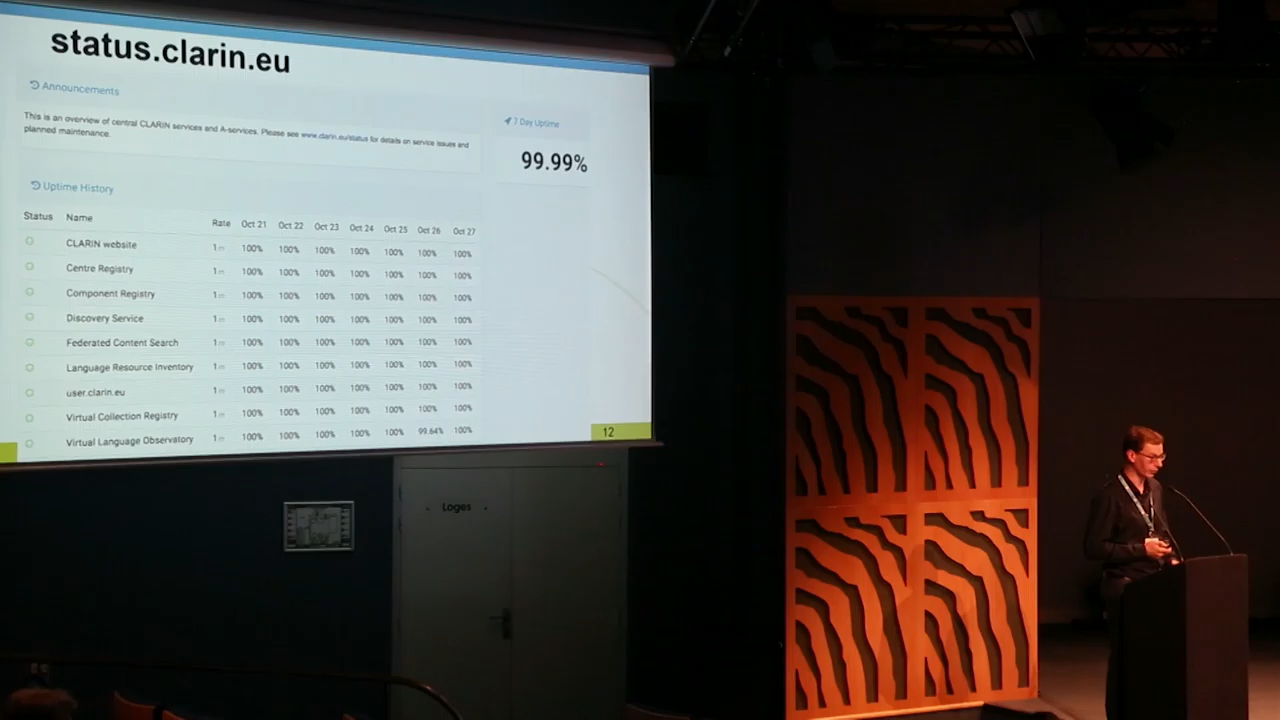 status.clarin.eu
Announcements
This is an overview of central CLARIN services and A-services. Please see www.clarin.eu/status for details on service issues and
planned maintenance.
7 Day Uptime
99.99%
Uptime History
Status Name Rate Oct 21 Oct 22 Oct 23 Oct 24 Oct 25 Oct 26 Oct 27
CLARIN website 1m 100% 100% 100% 100% 100% 100% 100%
Centre Registry 1m 100% 100% 100% 100% 100% 100% 100%
Component Registry 1m 100% 100% 100% 100% 100% 100% 100%
Discovery Service 1m 100% 100% 100% 100% 100% 100% 100%
Federated Content Search 1m 100% 100% 100% 100% 100% 100% 100%
Language Resource Inventory 1m 100% 100% 100% 100% 100% 100% 100%
user.clarin.eu 1m 100% 100% 100% 100% 100% 100% 100%
Virtual Collection Registry 1m 100% 100% 100% 100% 100% 100% 100%
Virtual Language Observatory 1m 100% 100% 100% 100% 100% 99.64% 100%
12
Loges